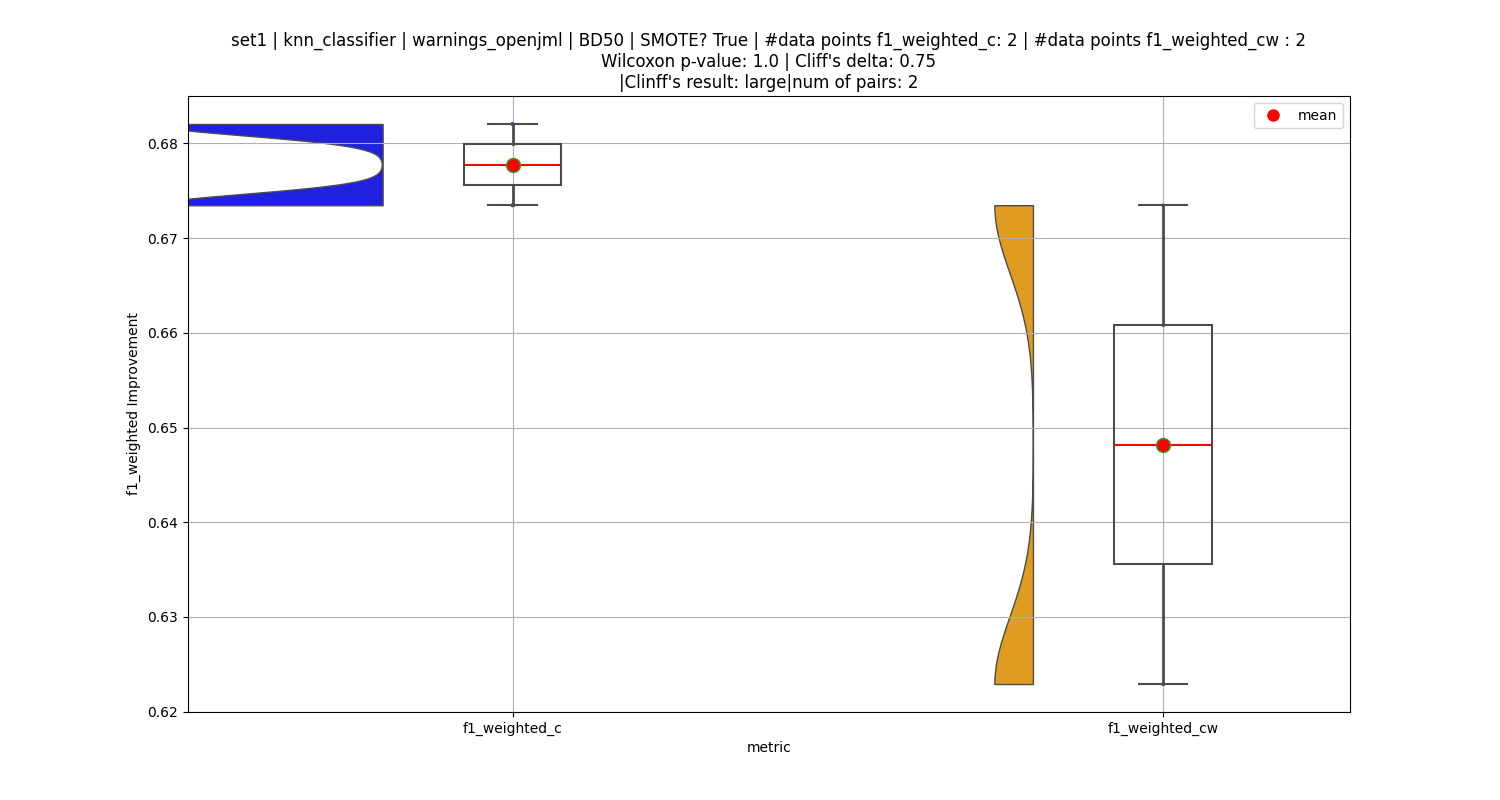 set1 | knn_classifier | warnings_openjml | BD50 | SMOTE? True | #data points f1_weighted_c: 2 | #data points f1_weighted_cw : 2
Wilcoxon p-value: 1.0 | Cliff's delta: 0.75
|Clinff's result: large|num of pairs: 2
mean
0.68
0.67
0.66
0.65
0.64
0.63
0.62
f1_weighted Improvement
f1_weighted_c
f1_weighted_cw
metric